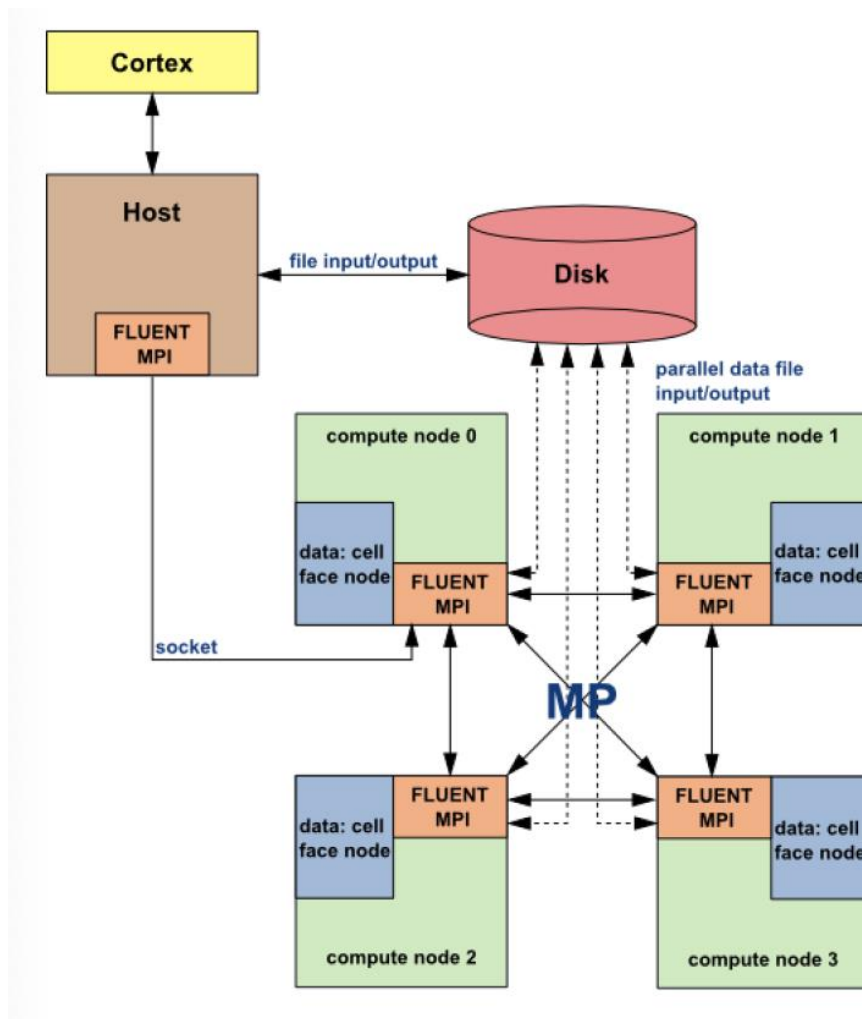 Cortex
Host
FLUENT
MPI
file input/output
Disk
parallel data file
input/output
compute node 0
data: cell
face node
FLUENT
MPI
compute node 1
FLUENT
MPI
data: cell
face node
socket
MP
data: cell
face node
FLUENT
MPI
compute node 2
FLUENT
MPI
data: cell
face node
compute node 3